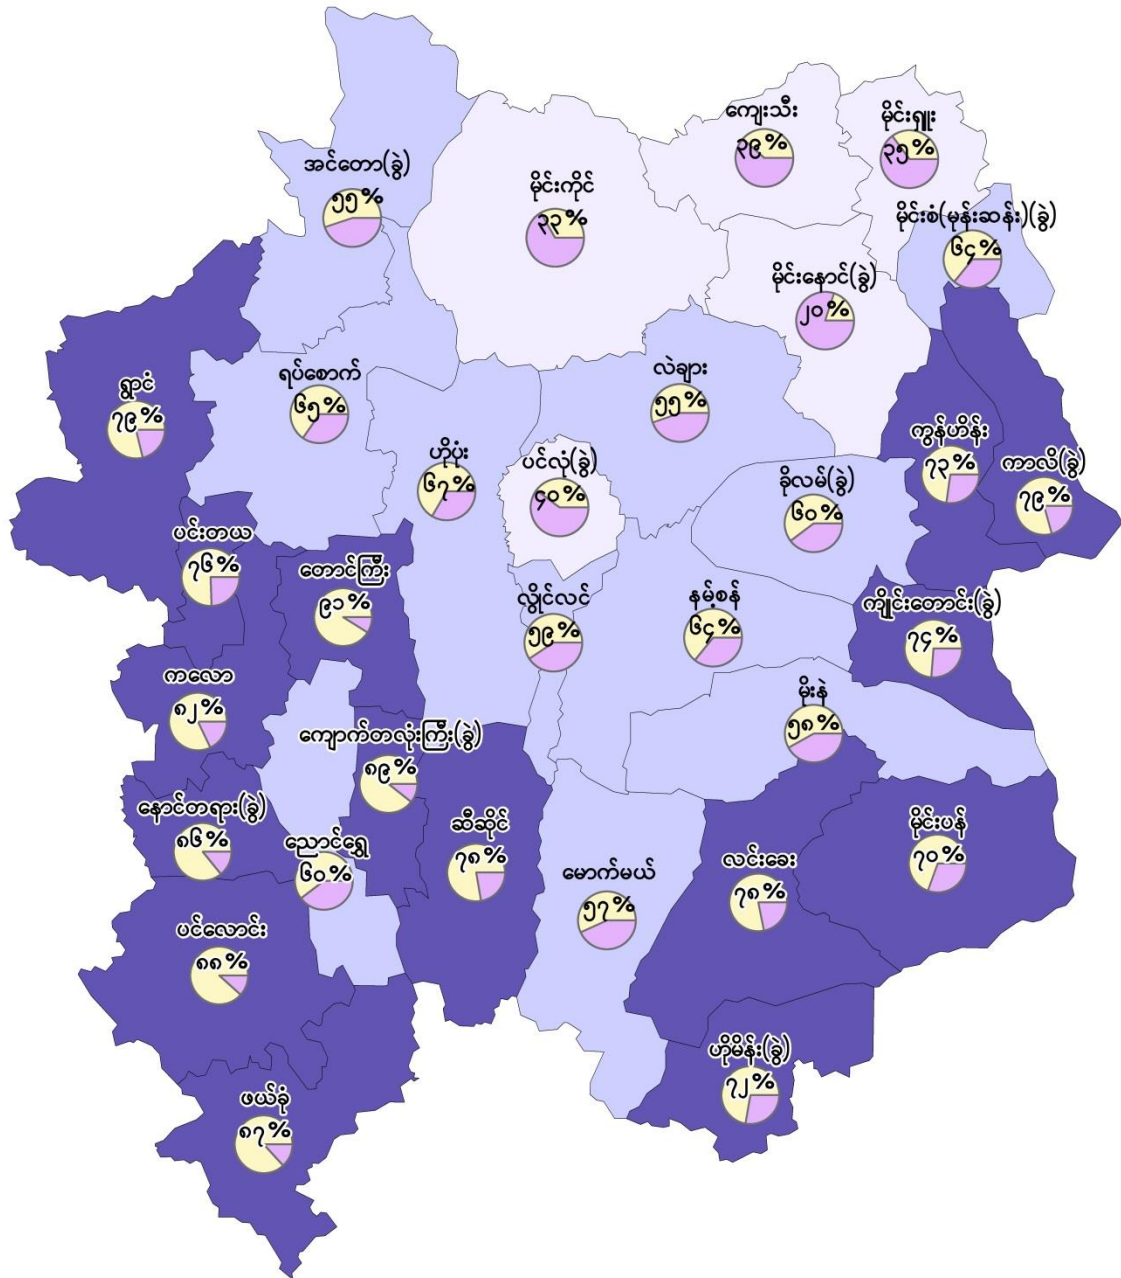 ကျေးသီး
၃၉%
မိုင်းရှူး
၃၅%
အင်တော(ခွဲ)
၅၅%
မိုင်းကိုင်
၃၃%
မိုင်းစံ(မုန်းဆန်း)(ခွဲ)
၆၄%
မိုင်းနောင်(ခွဲ)
၂၀%
ရွာငံ
၇၉%
ရပ်စောက်
၆၅%
လဲချား
၅၅%
ဟိုပုံး
၆၇%
ပင်လုံ(ခွဲ)
၄၀%
ခိုလမ်(ခွဲ)
၆၀%
ကွန်ဟိန်း
၇၃%
ကာလိ(ခွဲ)
၇၉%
ပင်းတယ
၇၆%
တောင်ကြီး
၉၁%
လွိုင်လင်
၅၉%
နမ့်စန်
၆၄%
ကျိုင်းတောင်း(ခွဲ)
၇၄%
ကလော
၈၂%
ကျောက်တလုံးကြီး(ခွဲ)
၈၉%
မိုးနဲ
၅၈%
နောင်တရား(ခွဲ)
၈၆%
ညောင်ရွှေ
၆၀%
ဆီဆိုင်
၇၈%
မောက်မယ်
၅၇%
လင်းခေး
၇၈%
မိုင်းပန်
၇၀%
ပင်လောင်း
၈၈%
ဟိုမိန်း(ခွဲ)
၇၂%
ဖယ်ခုံ
၈၇%